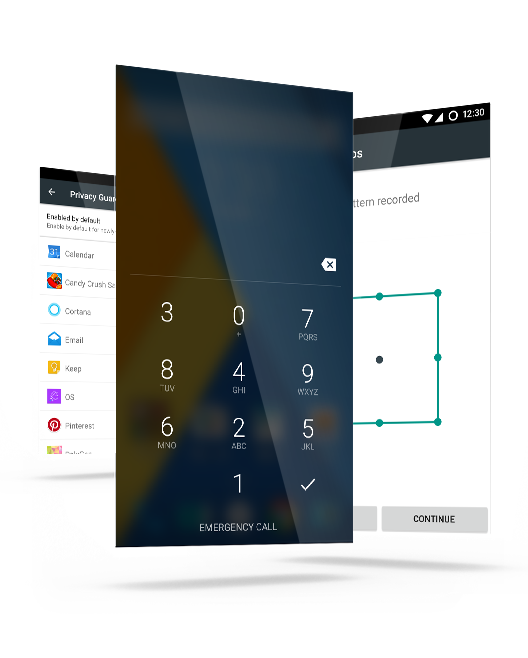 Privacy Guar
Enabled by default
Enable by default for newly
31
Calendar
Candy Crush Sa
Cortana
Email
Keep
OS
Pinterest
3
0
+
7
PQRS
8
TUV
4
GHI
9
WXYZ
6
MNO
2
ABC
5
JKL
1
EMERGENCY CALL
12:30
ps
ttern recorded
CONTINUE